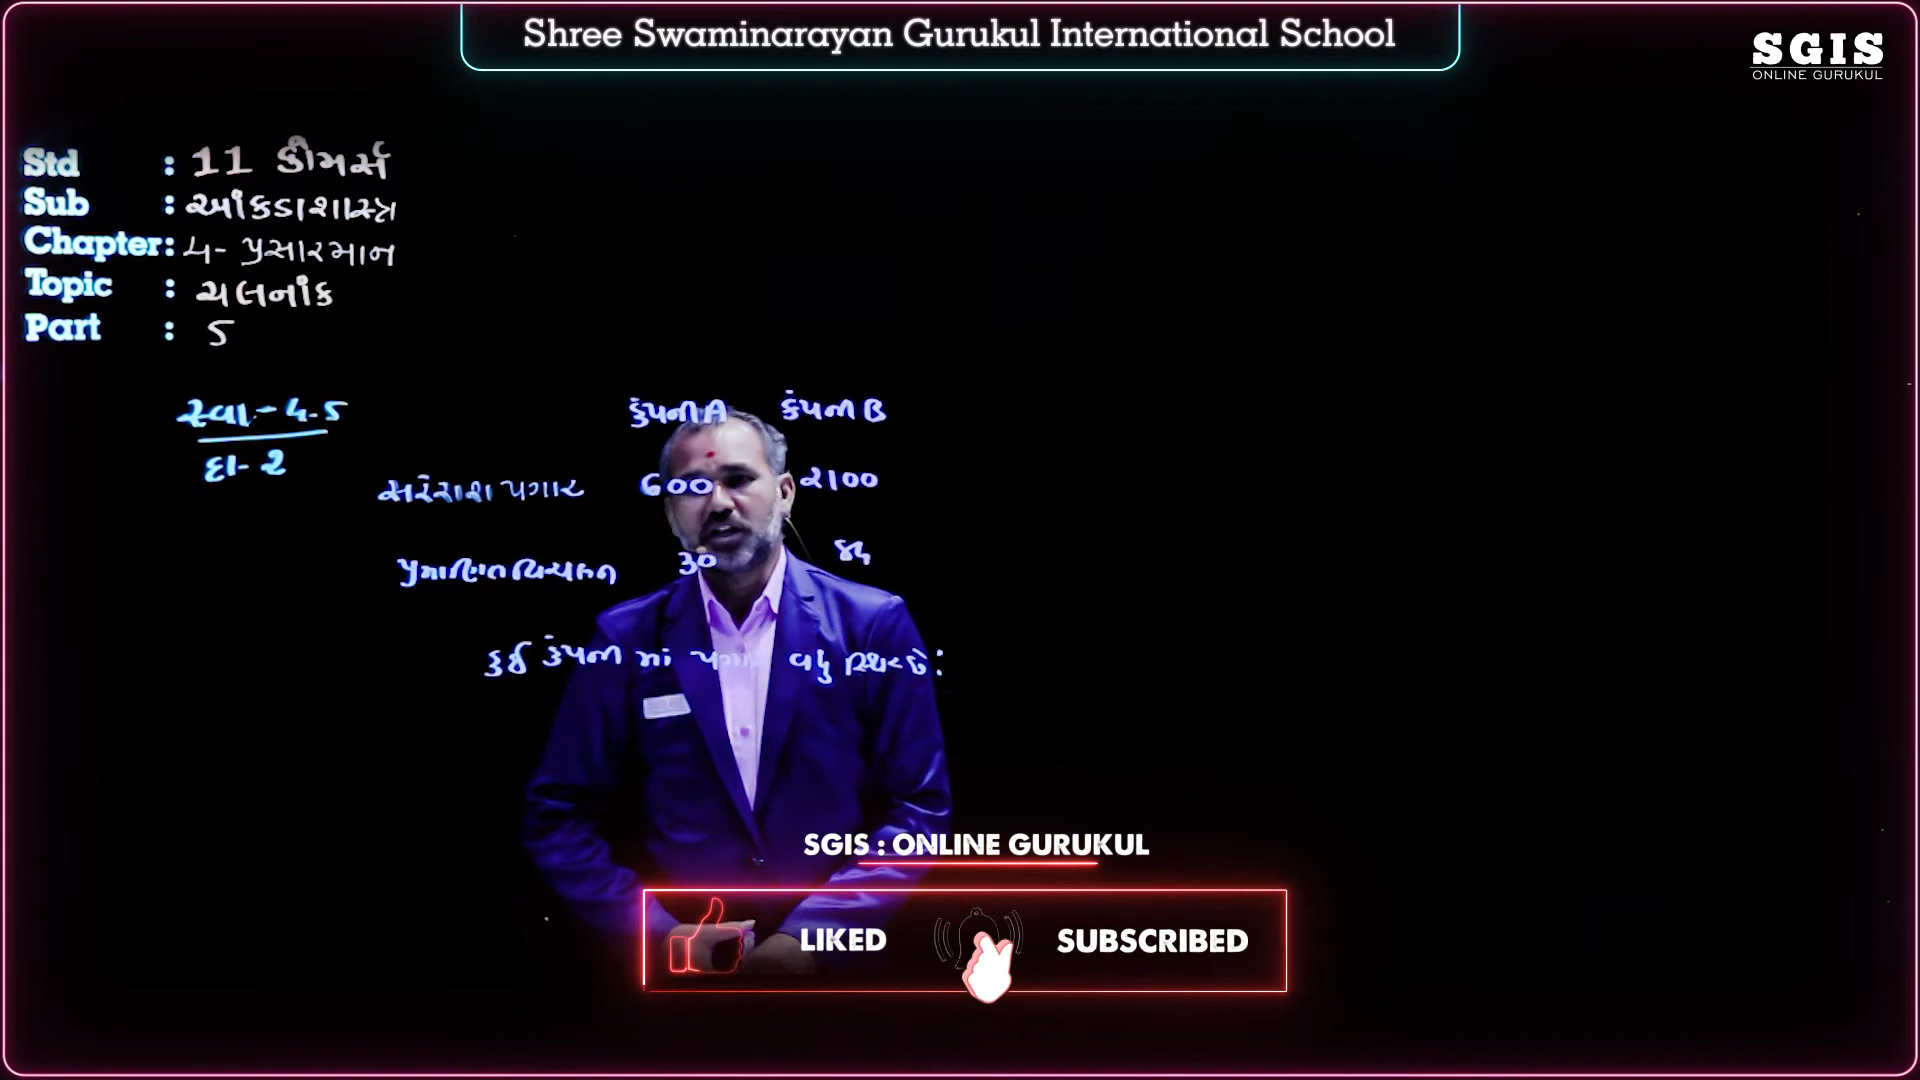 Shree Swaminarayan Gurukul International School
SGIS
ONLINE GURUKUL
Std : 11 કોમર્સ
Sub : આંકડાશાસ્ત્ર
Chapter: 4- પ્રસારમાન
Topic : ચલનાંક
Part : 5
સ્વા.- 4.5
દા- 2
કંપની A કંપની B
સરેરાશ પગાર 600 2100
પ્રમાણિત વિચલન 30 84
કઈ કંપની માં પગાર વધુ સ્થિર છે:
SGIS : ONLINE GURUKUL
LIKED SUBSCRIBED